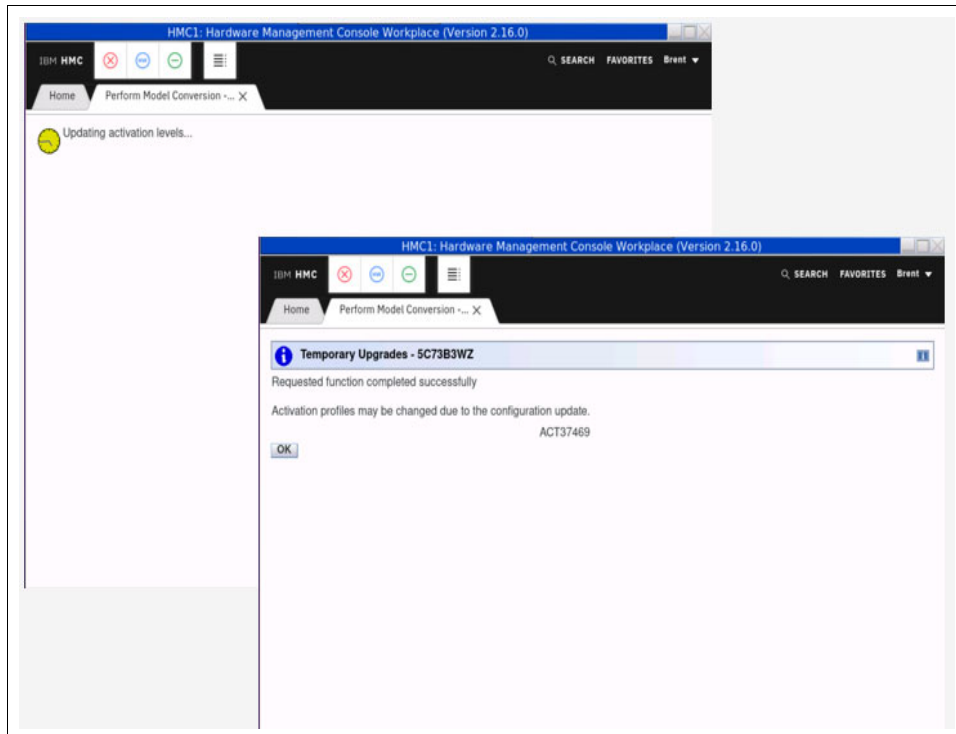 HMC1: Hardware Management Console Workplace (Version 2.16.0)
IBM HMC
SEARCH FAVORITES Brent
Home Perform Model Conversion -... X
Updating activation levels...
HMC1: Hardware Management Console Workplace (Version 2.16.0)
IBM HMC
SEARCH FAVORITES Brent
Home Perform Model Conversion -... X
Temporary Upgrades - 5C73B3WZ
Requested function completed successfully
Activation profiles may be changed due to the configuration update.
ACT37469
OK